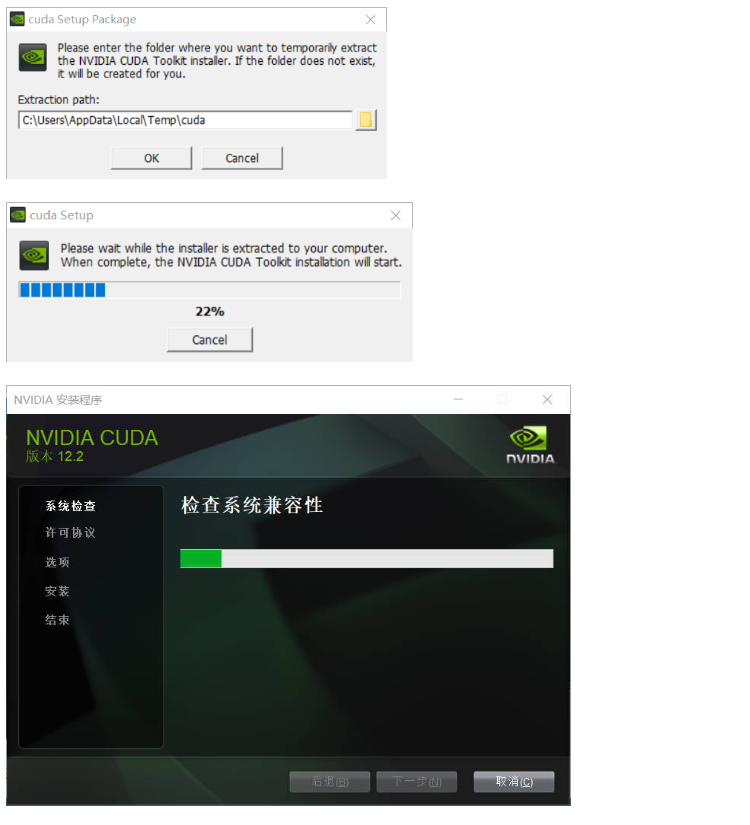 cuda Setup Package
Please enter the folder where you want to temporarily extract
the NVIDIA CUDA Toolkit installer. If the folder does not exist,
it will be created for you.
Extraction path:
C:\Users\AppData\Local\Temp\cuda
OK
Cancel
cuda Setup
Please wait while the installer is extracted to your computer.
When complete, the NVIDIA CUDA Toolkit installation will start.
22%
Cancel
NVIDIA 安装程序
NVIDIA CUDA
版本 12.2
NVIDIA
系统检查
许可协议
选项
安装
结束
检查系统兼容性
后退(B)
下一步(N)
取消(C)